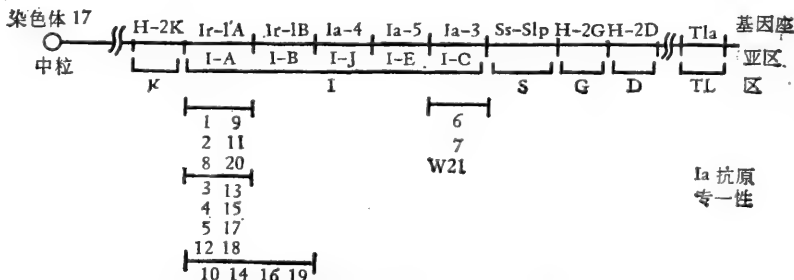 染色体 17
H-2K Ir-1A Ir-1B Ia-4 Ia-5 Ia-3 Ss-Slp H-2G H-2D Tla 基因座
中粒 I-A I-B I-J I-E I-C 亚区
K I S G D TL 区
1 9 6
2 11 7
8 20 W21
3 13 Ia 抗原
4 15 专一性
5 17
12 18
10 14 16 19